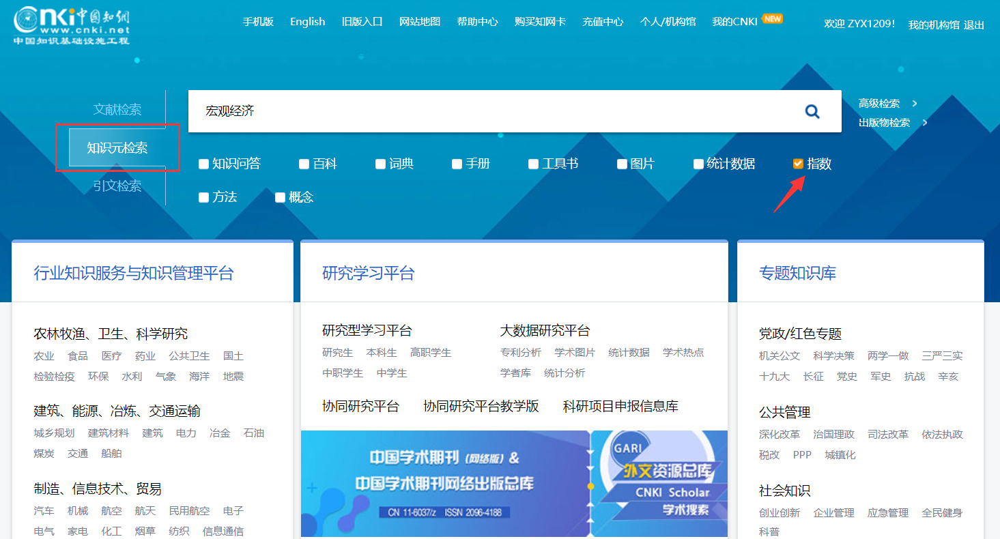 cnki中国知网
www.cnki.net
中国知识基础设施工程
手机版 English 旧版入口 网站地图 帮助中心 购买知网卡 充值中心 个人/机构馆 我的CNKI NEW 欢迎 ZYX1209! 我的机构馆 退出
文献检索
知识元检索
引文检索
宏观经济
高级检索 >
出版物检索 >
知识问答 百科 词典 手册 工具书 图片 统计数据 指数
方法 概念
行业知识服务与知识管理平台
农林牧渔、卫生、科学研究
农业 食品 医疗 药业 公共卫生 国土
检验检疫 环保 水利 气象 海洋 地震
建筑、能源、冶炼、交通运输
城乡规划 建筑材料 建筑 电力 冶金 石油
煤炭 交通 船舶
制造、信息技术、贸易
汽车 机械 航空 航天 民用航空 电子
电气 家电 化工 烟草 纺织 信息通信
研究学习平台
研究型学习平台
研究生 本科生 高职学生
中职学生 中学生
大数据研究平台
专利分析 学术图片 统计数据 学术热点
学者库 统计分析
协同研究平台 协同研究平台教学版 科研项目申报信息库
中国学术期刊 (网络版) &
中国学术期刊网络出版总库
CN 11-6037/z ISSN 2096-4188
GARI
外文资源总库
CNKI Scholar
学术搜索
专题知识库
党政/红色专题
机关公文 科学决策 两学一做 三严三实
十九大 长征 党史 军史 抗战 辛亥
公共管理
深化改革 治国理政 司法改革 依法执政
税改 PPP 城镇化
社会知识
创业创新 企业管理 应急管理 全民健身
科普